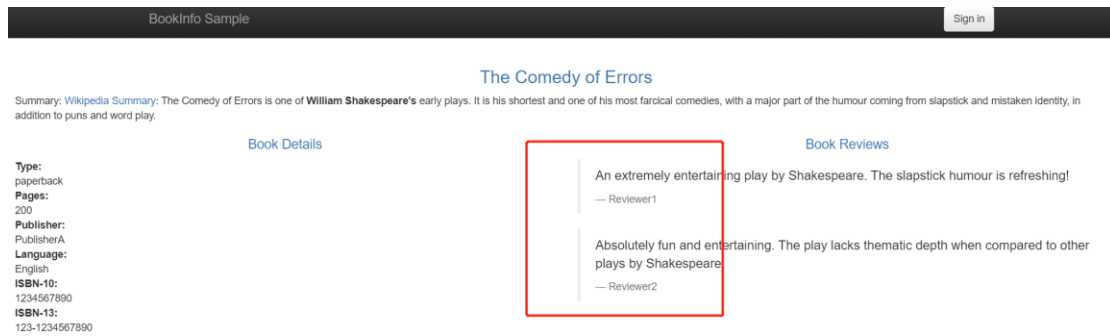 BookInfo Sample
Sign in
The Comedy of Errors
Summary: Wikipedia Summary: The Comedy of Errors is one of William Shakespeare's early plays. It is his shortest and one of his most farcical comedies, with a major part of the humour coming from slapstick and mistaken identity, in
addition to puns and word play.
Book Details
Type:
paperback
Pages:
200
Publisher:
PublisherA
Language:
English
ISBN-10:
1234567890
ISBN-13:
123-1234567890
Book Reviews
An extremely entertaining play by Shakespeare. The slapstick humour is refreshing!
— Reviewer1
Absolutely fun and entertaining. The play lacks thematic depth when compared to other
plays by Shakespeare.
— Reviewer2